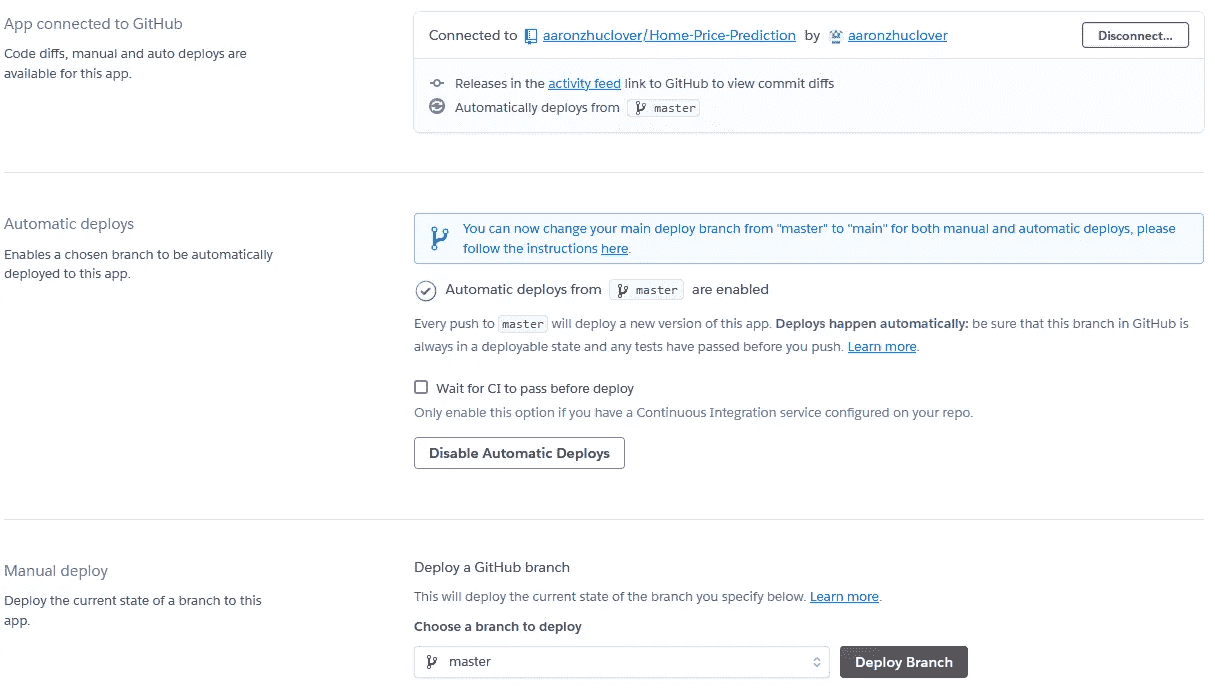 App connected to GitHub
Code diffs, manual and auto deploys are
available for this app.
Connected to aaronzhuclover/Home-Price-Prediction by aaronzhuclover
Disconnect...
Releases in the activity feed link to GitHub to view commit diffs
Automatically deploys from master
Automatic deploys
Enables a chosen branch to be automatically
deployed to this app.
You can now change your main deploy branch from "master" to "main" for both manual and automatic deploys, please
follow the instructions here.
Automatic deploys from master are enabled
Every push to master will deploy a new version of this app. Deploys happen automatically: be sure that this branch in GitHub is
always in a deployable state and any tests have passed before you push. Learn more.
Wait for CI to pass before deploy
Only enable this option if you have a Continuous Integration service configured on your repo.
Disable Automatic Deploys
Manual deploy
Deploy the current state of a branch to this
app.
Deploy a GitHub branch
This will deploy the current state of the branch you specify below. Learn more.
Choose a branch to deploy
master
Deploy Branch